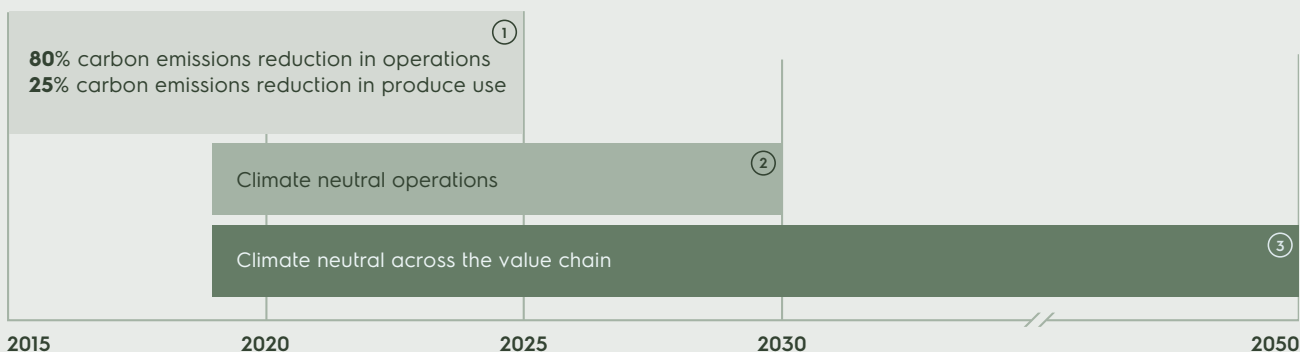 1
80% carbon emissions reduction in operations
25% carbon emissions reduction in produce use
2
Climate neutral operations
3
Climate neutral across the value chain
2015 2020 2025 2030 2050